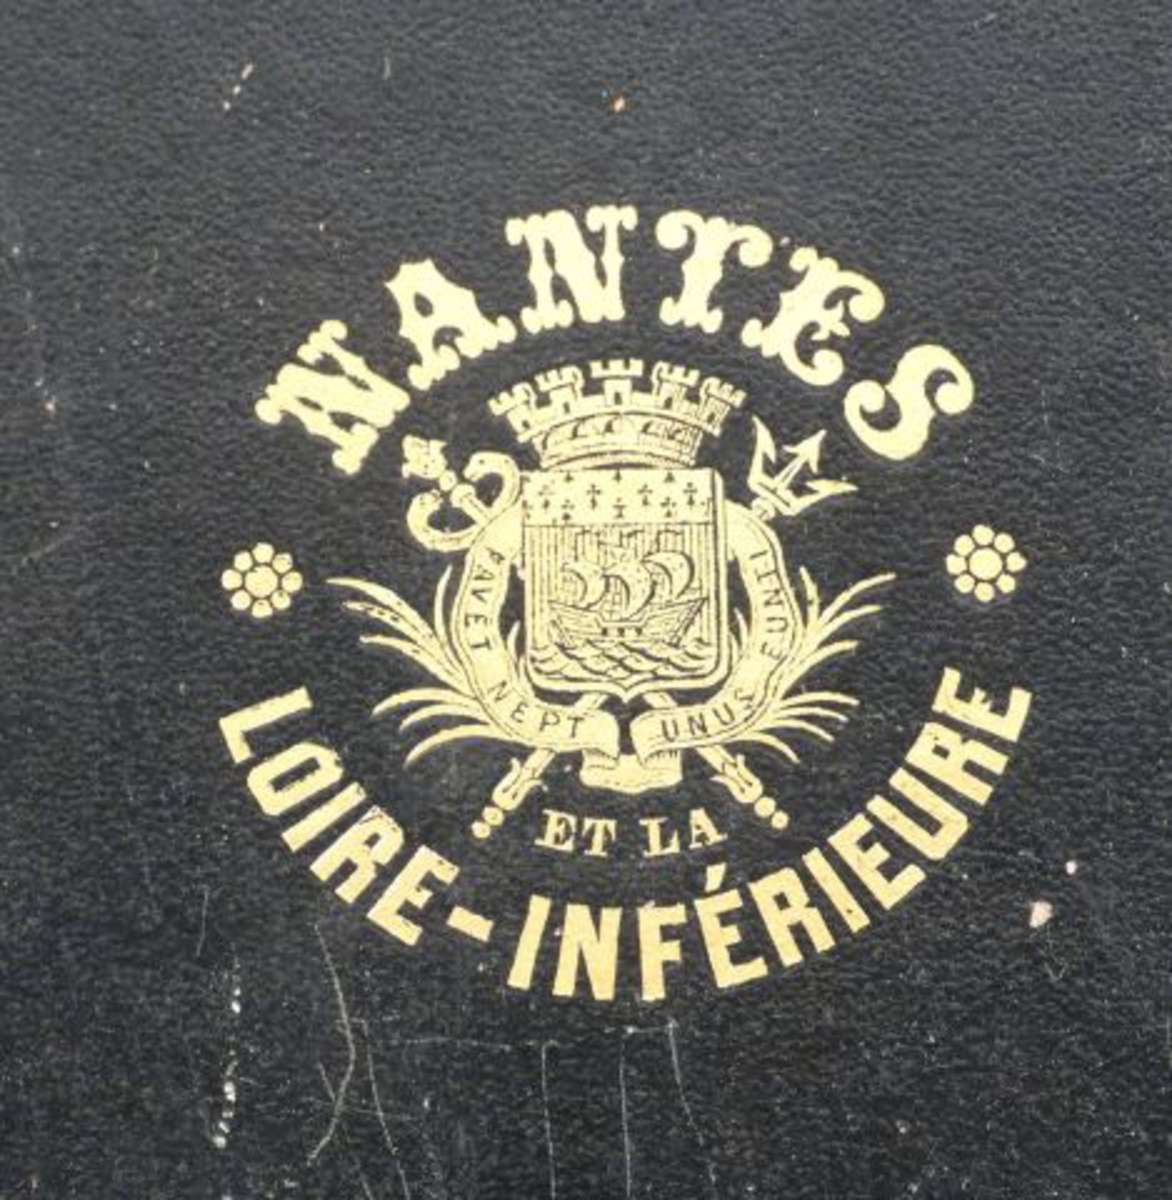 NANTES
FAVET NEPT UNUS EUNTI
ET LA
LOIRE-INFÉRIEURE